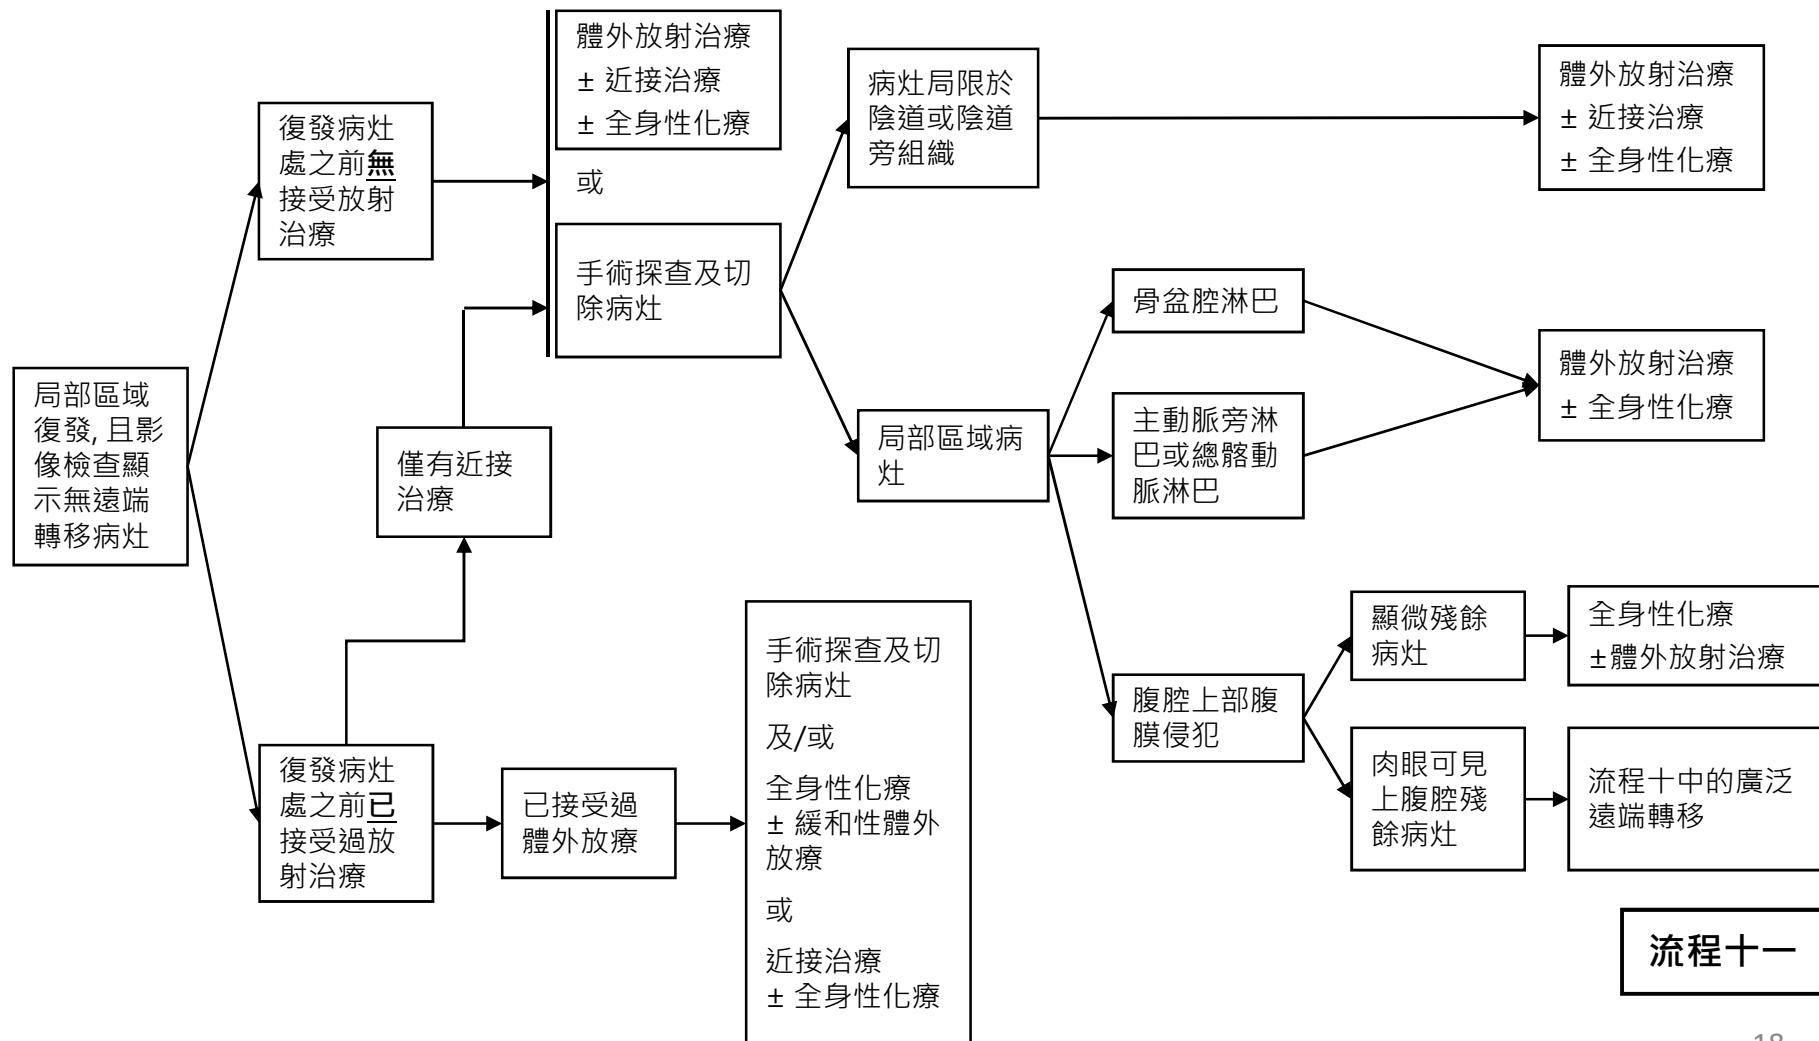 局部區域
復發, 且影
像檢查顯
示無遠端
轉移病灶
復發病灶
處之前無
接受放射
治療
復發病灶
處之前已
接受過放
射治療
僅有近接
治療
已接受過
體外放療
體外放射治療
± 近接治療
± 全身性化療
或
手術探查及切
除病灶
手術探查及切
除病灶
及/或
全身性化療
± 緩和性體外
放療
或
近接治療
± 全身性化療
病灶局限於
陰道或陰道
旁組織
局部區域病
灶
骨盆腔淋巴
主動脈旁淋
巴或總髂動
脈淋巴
腹腔上部腹
膜侵犯
顯微殘餘
病灶
肉眼可見
上腹腔殘
餘病灶
體外放射治療
± 近接治療
± 全身性化療
體外放射治療
± 全身性化療
全身性化療
±體外放射治療
流程十中的廣泛
遠端轉移
流程十一
18